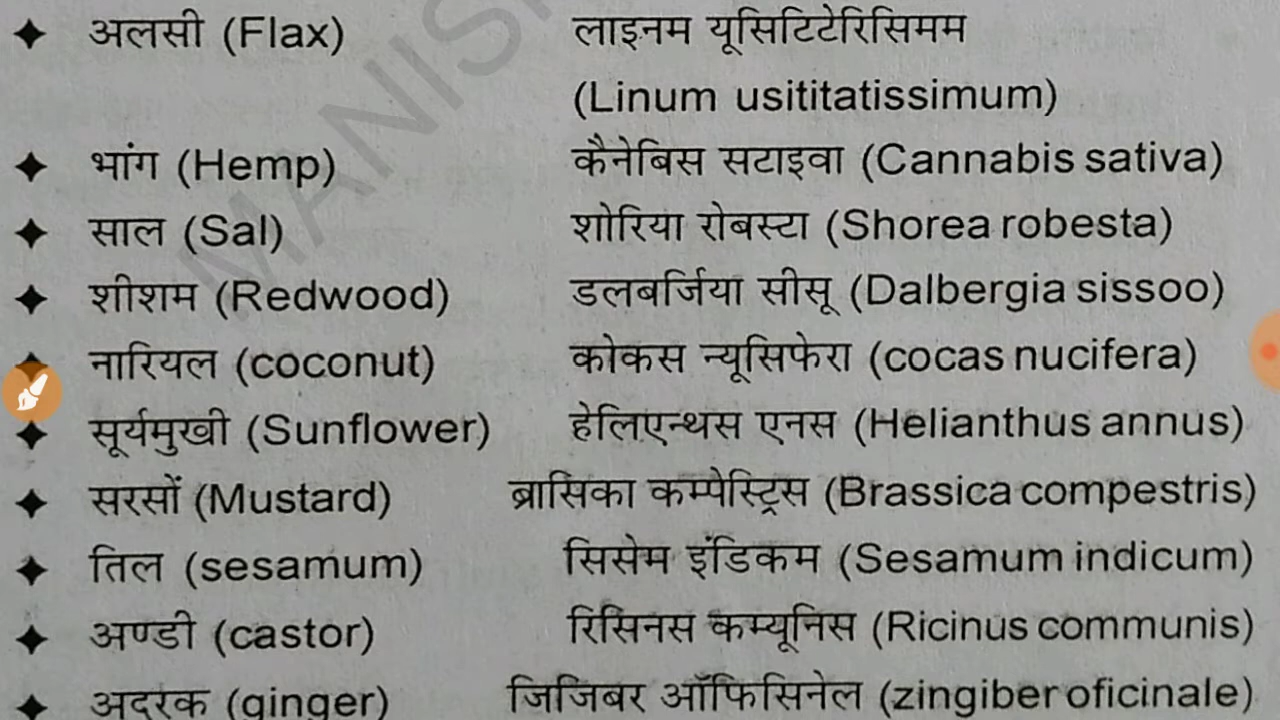 ✦ अलसी (Flax) लाइनम यूसिटिटेरिसिमम
(Linum usititatissimum)
✦ भांग (Hemp) कैनेबिस सटाइवा (Cannabis sativa)
✦ साल (Sal) शोरिया रोबस्टा (Shorea robesta)
✦ शीशम (Redwood) डलबर्जिया सीसू (Dalbergia sissoo)
✦ नारियल (coconut) कोकस न्यूसिफेरा (cocas nucifera)
✦ सूर्यमुखी (Sunflower) हेलिएन्थस एनस (Helianthus annus)
✦ सरसों (Mustard) ब्रासिका कम्पेस्ट्रिस (Brassica compestris)
✦ तिल (sesamum) सिसेम इंडिकम (Sesamum indicum)
✦ अण्डी (castor) रिसिनस कम्यूनिस (Ricinus communis)
✦ अदरक (ginger) जिजिबर ऑफिसिनेल (zingiber oficinale)